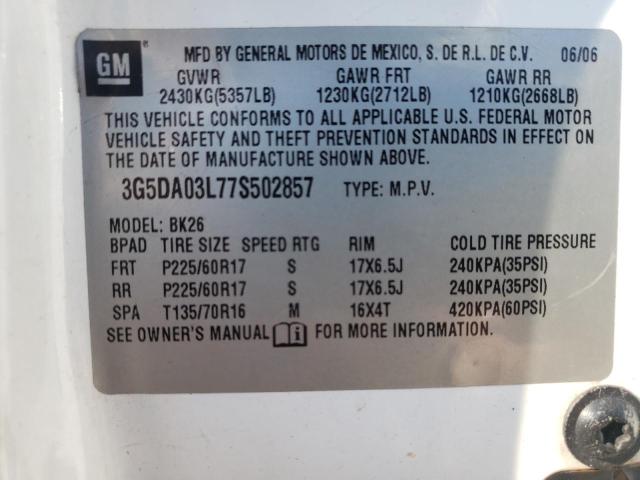 GM ® MFD BY GENERAL MOTORS DE MEXICO, S. DE R.L. DE C.V. 06/06
GVWR GAWR FRT GAWR RR
2430KG(5357LB) 1230KG(2712LB) 1210KG(2668LB)
THIS VEHICLE CONFORMS TO ALL APPLICABLE U.S. FEDERAL MOTOR
VEHICLE SAFETY AND THEFT PREVENTION STANDARDS IN EFFECT ON
THE DATE OF MANUFACTURE SHOWN ABOVE.
3G5DA03L77S502857 TYPE: M.P.V.
MODEL: BK26
BPAD TIRE SIZE SPEED RTG RIM COLD TIRE PRESSURE
FRT P225/60R17 S 17X6.5J 240KPA(35PSI)
RR P225/60R17 S 17X6.5J 240KPA(35PSI)
SPA T135/70R16 M 16X4T 420KPA(60PSI)
SEE OWNER'S MANUAL i FOR MORE INFORMATION.